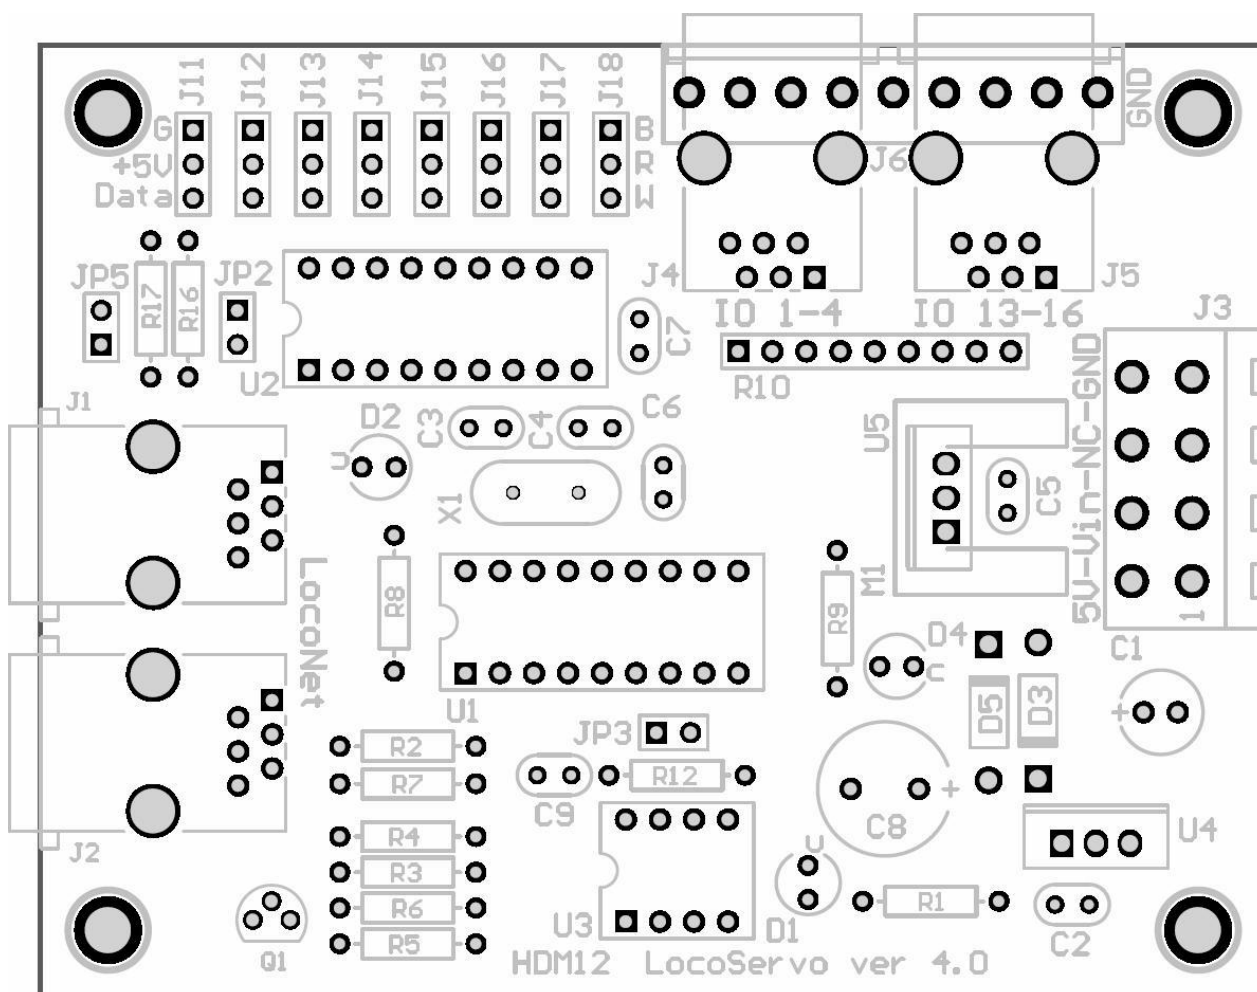 J11 J12 J13 J14 J15 J16 J17 J18
GND
G B
+5V R
Data W
J6
JP5 R17 R16 JP2
J4 J5
IO 1-4 IO 13-16
J3
C7
U2
R10
J1
D2 C3 C4 C6
U5
5V-Vin-NC-GND
U
X1
C5
LocoNet
R8
R9
M1
1
D4
C1
U
U1
D5 D3
+
R2
JP3
R7
R12
C9
+
C8
R4
U
U4
J2
R3
R6
U3
D1
R1
R5
C2
Q1
HDM12 LocoServo ver 4.0